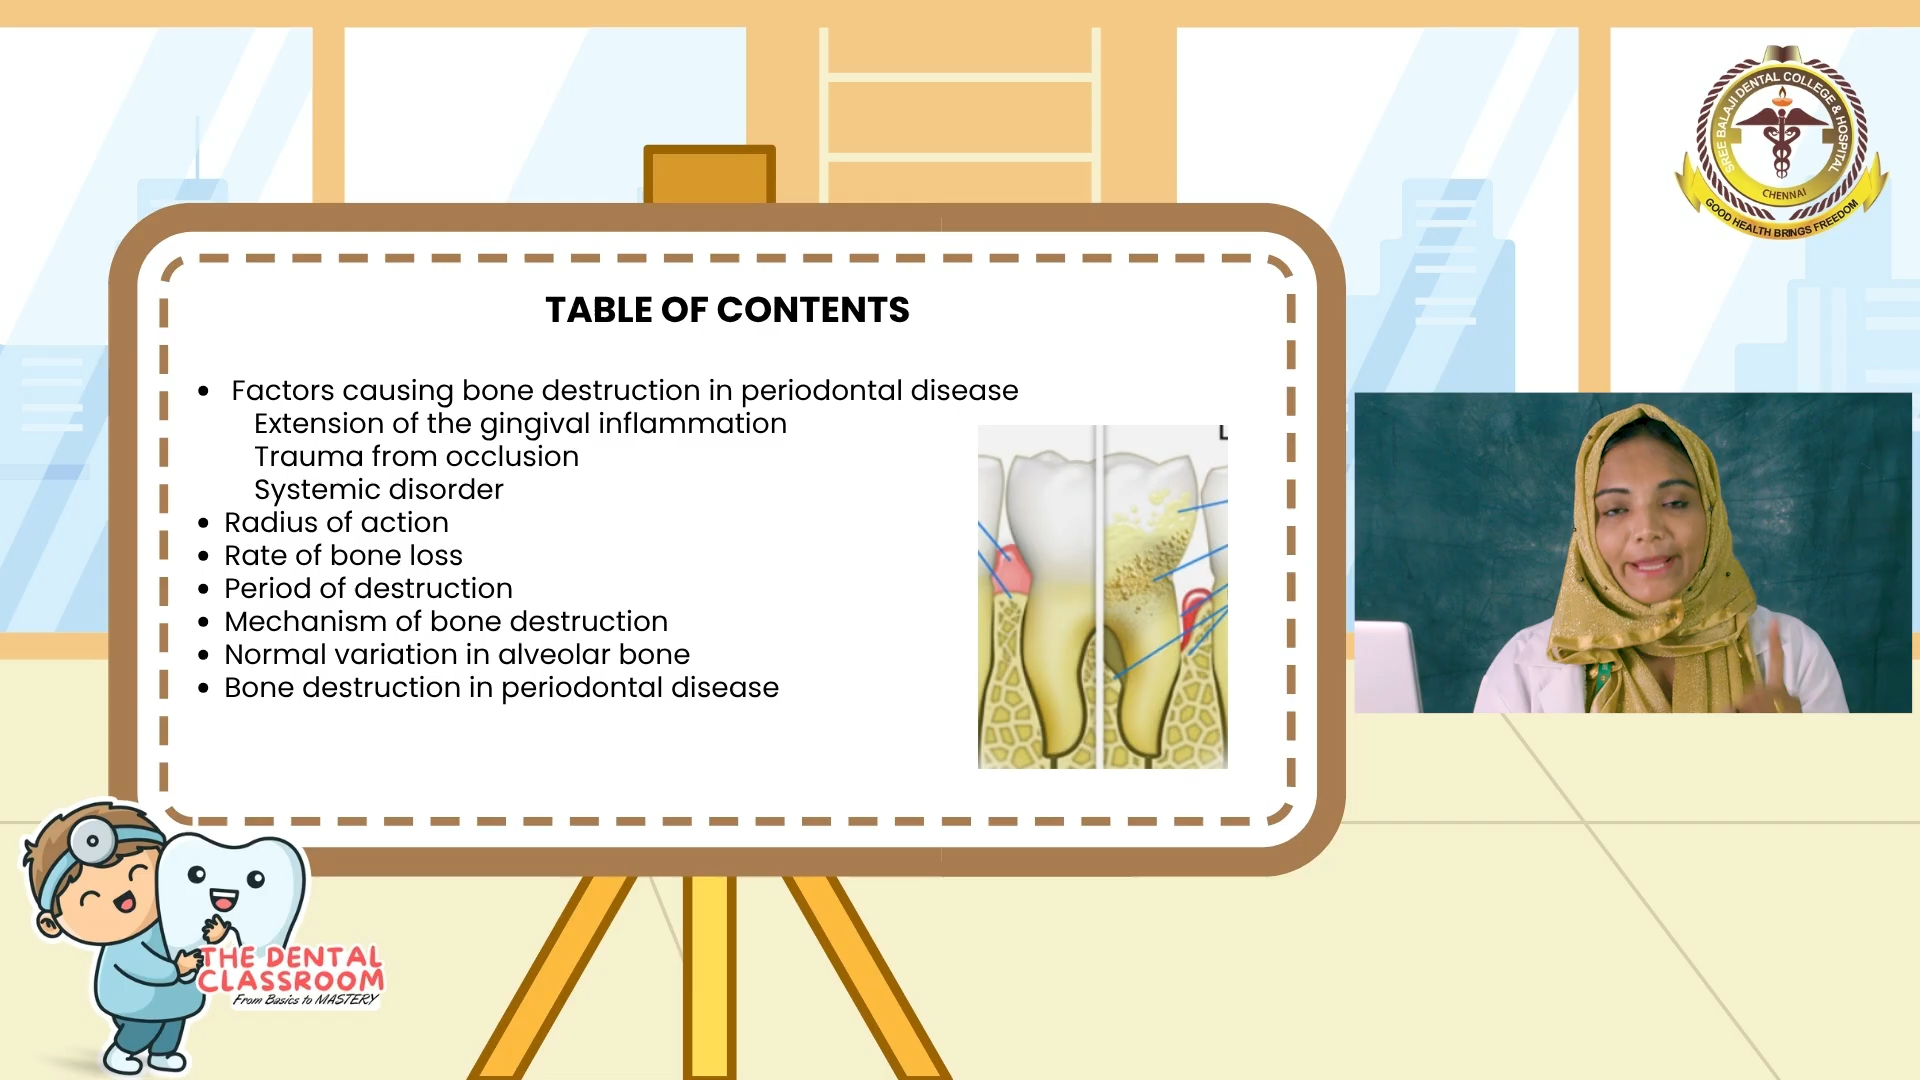 SREE BALAJI DENTAL COLLEGE & HOSPITAL
CHENNAI
GOOD HEALTH BRINGS FREEDOM
TABLE OF CONTENTS
• Factors causing bone destruction in periodontal disease
Extension of the gingival inflammation
Trauma from occlusion
Systemic disorder
• Radius of action
• Rate of bone loss
• Period of destruction
• Mechanism of bone destruction
• Normal variation in alveolar bone
• Bone destruction in periodontal disease
THE DENTAL
CLASSROOM
From Basics to MASTERY